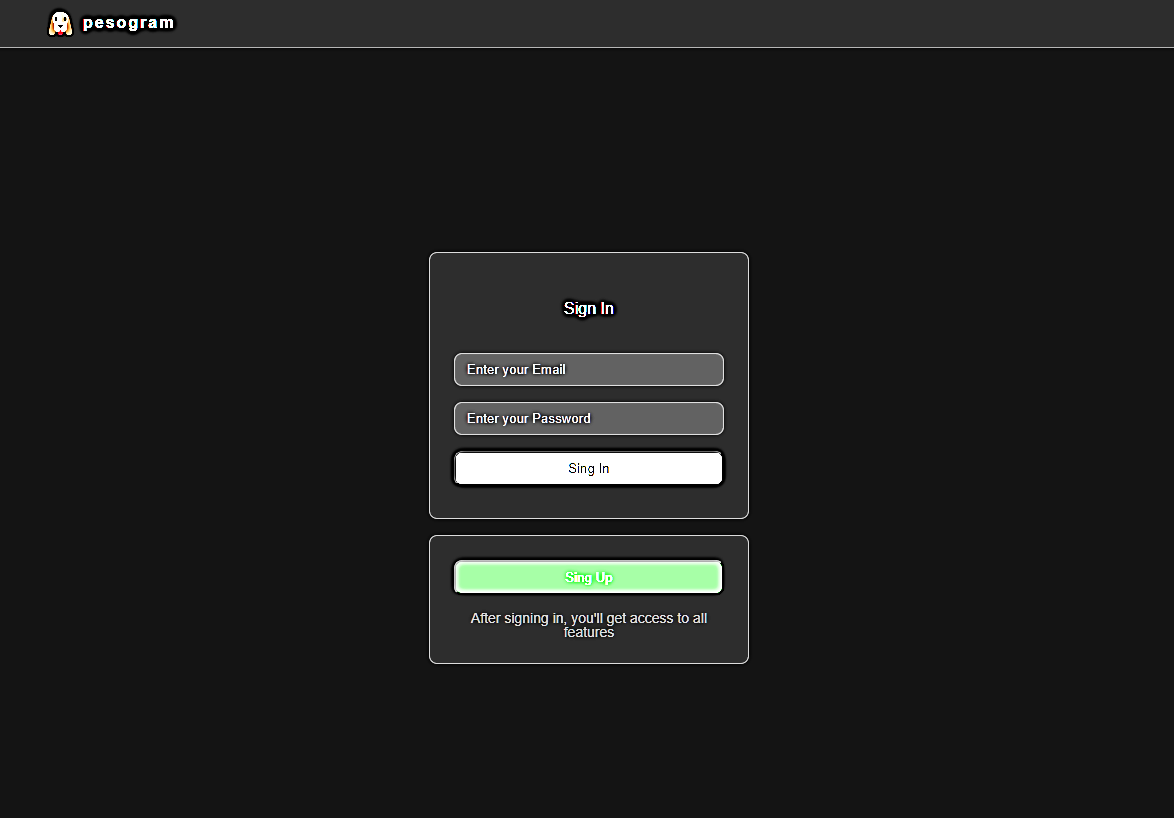 pesogram
Sign In
Enter your Email
Enter your Password
Sing In
Sing Up
After signing in, you'll get access to all
features